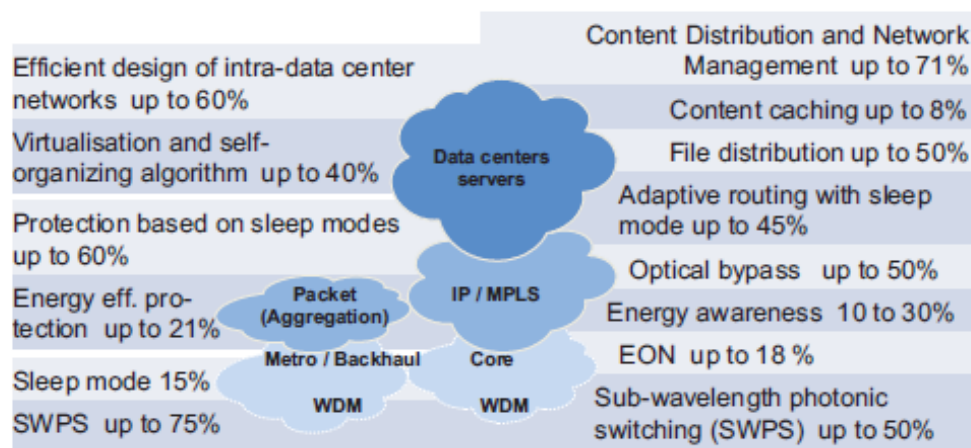 Efficient design of intra-data center
networks up to 60%
Virtualisation and self-
organizing algorithm up to 40%
Protection based on sleep modes
up to 60%
Energy eff. pro-
tection up to 21%
Sleep mode 15%
SWPS up to 75%
Data centers
servers
Packet
(Aggregation)
IP / MPLS
Metro / Backhaul
Core
WDM
WDM
Content Distribution and Network
Management up to 71%
Content caching up to 8%
File distribution up to 50%
Adaptive routing with sleep
mode up to 45%
Optical bypass up to 50%
Energy awareness 10 to 30%
EON up to 18 %
Sub-wavelength photonic
switching (SWPS) up to 50%